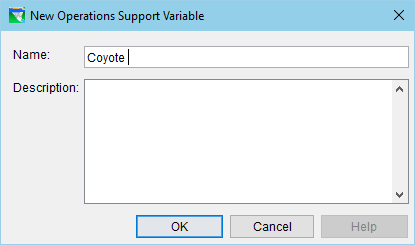 New Operations Support Variable
Name: Coyote
Description:
OK Cancel Help